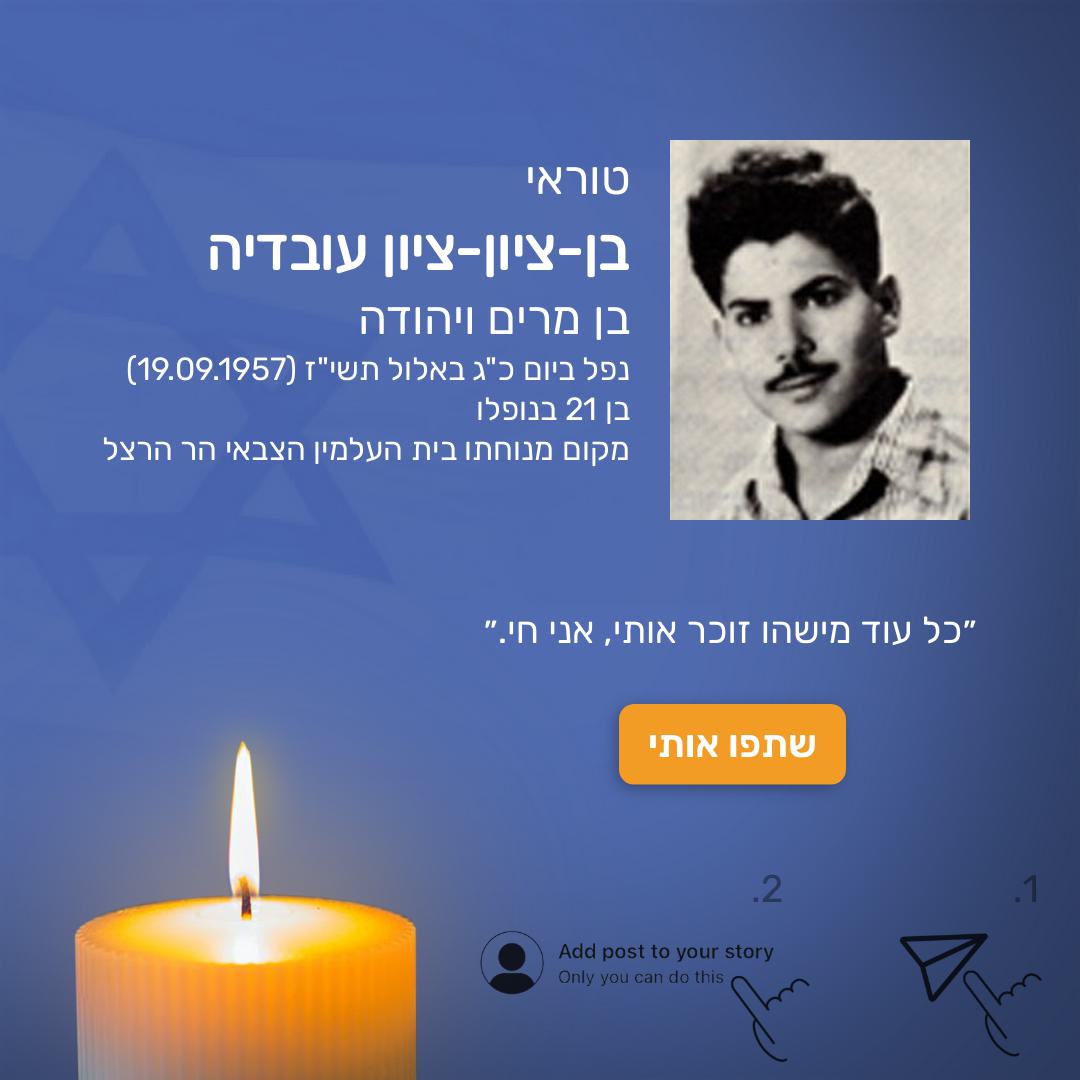 טוראי
בן-ציון-ציון עובדיה
בן מרים ויהודה
נפל ביום כ"ג באלול תשי"ז (19.09.1957)
בן 21 בנופלו
מקום מנוחתו בית העלמין הצבאי הר הרצל
״כל עוד מישהו זוכר אותי, אני חי.״
שתפו אותי
1.
2.
Add post to your story
Only you can do this